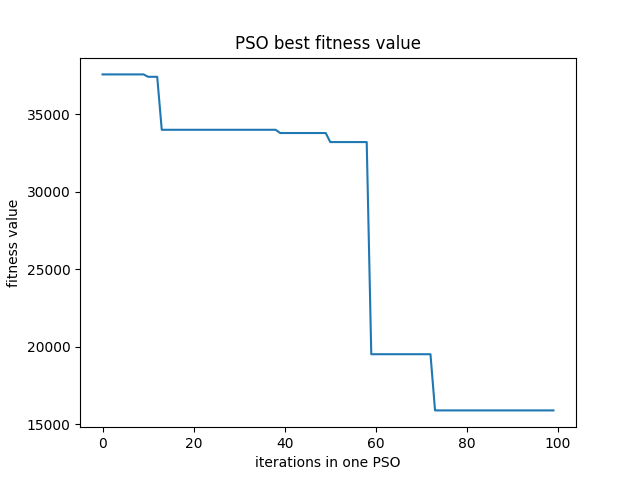 PSO best fitness value
fitness value
35000
30000
25000
20000
15000
0 20 40 60 80 100
iterations in one PSO